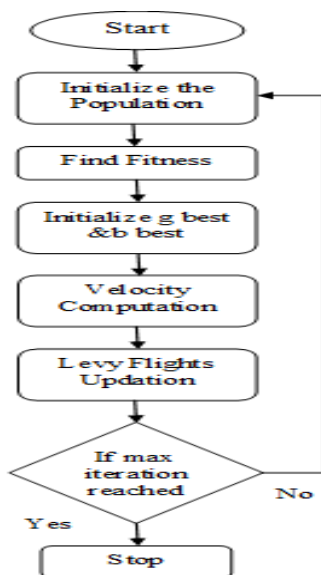 Start
Initialize the
Population
Find Fitness
Initialize g best
&b best
Velocity
Computation
Levy Flights
Updation
If max
iteration
reached
No
Yes
Stop